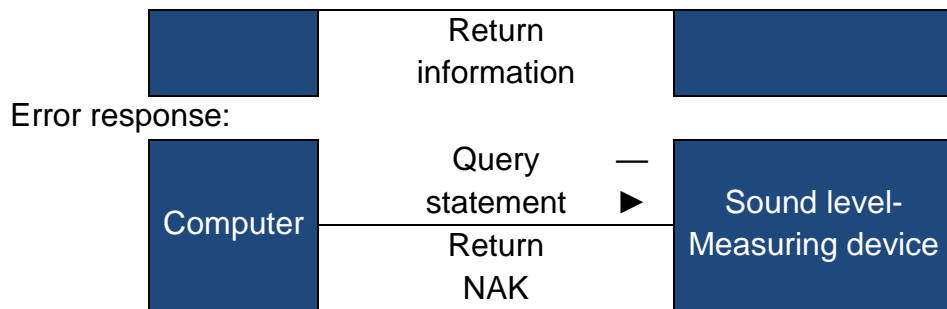 Return
information
Error response:
Query —
statement ►
Computer
Sound level-
Measuring device
Return
NAK